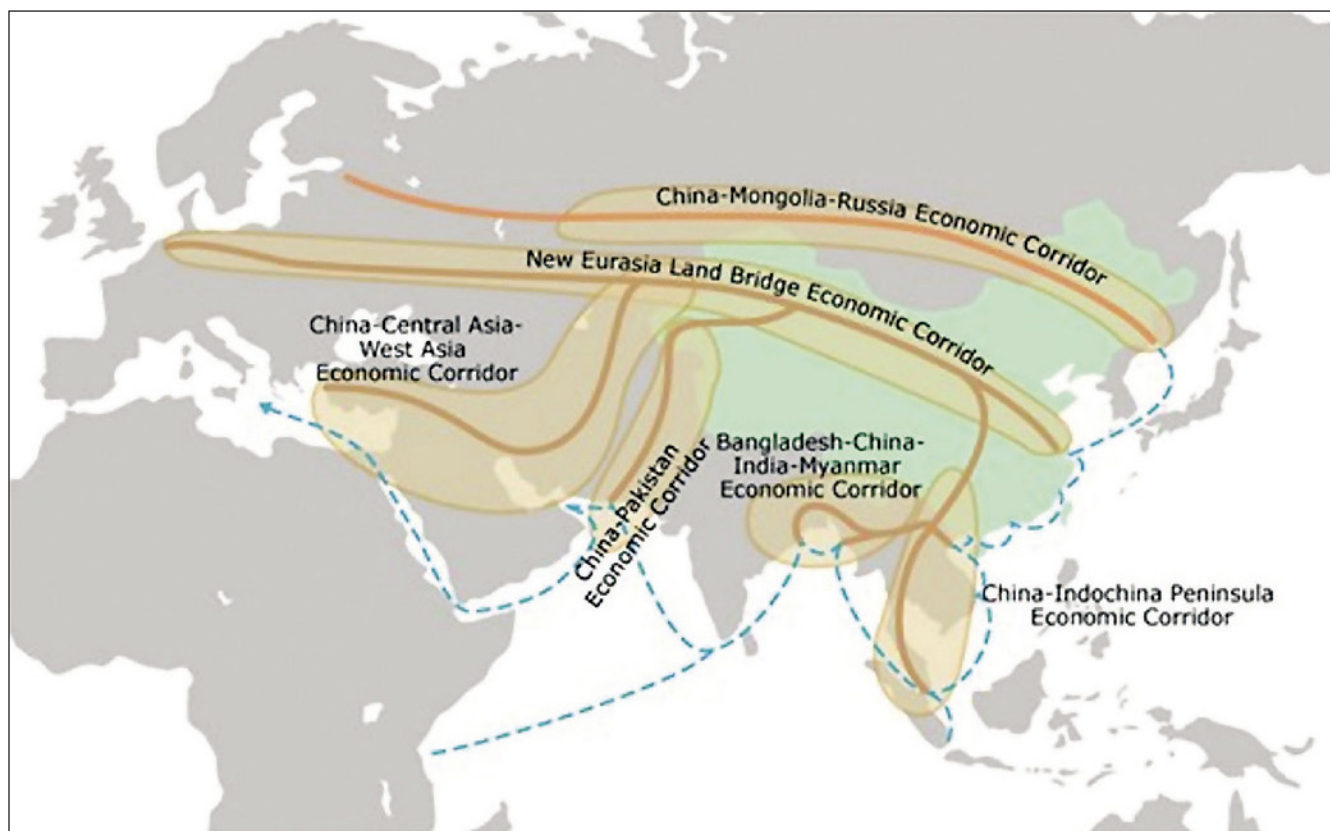 China-Mongolia-Russia Economic Corridor
New Eurasia Land Bridge Economic Corridor
China-Central Asia-
West Asia
Economic Corridor
China-Pakistan
Economic Corridor
Bangladesh-China-
India-Myanmar
Economic Corridor
China-Indochina Peninsula
Economic Corridor